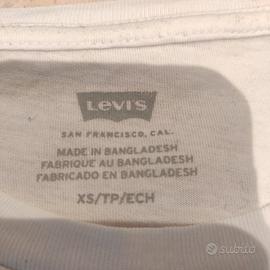 Levi's
SAN FRANCISCO, CAL.
MADE IN BANGLADESH
FABRIQUE AU BANGLADESH
FABRICADO EN BANGLADESH
XS/TP/ECH
subito